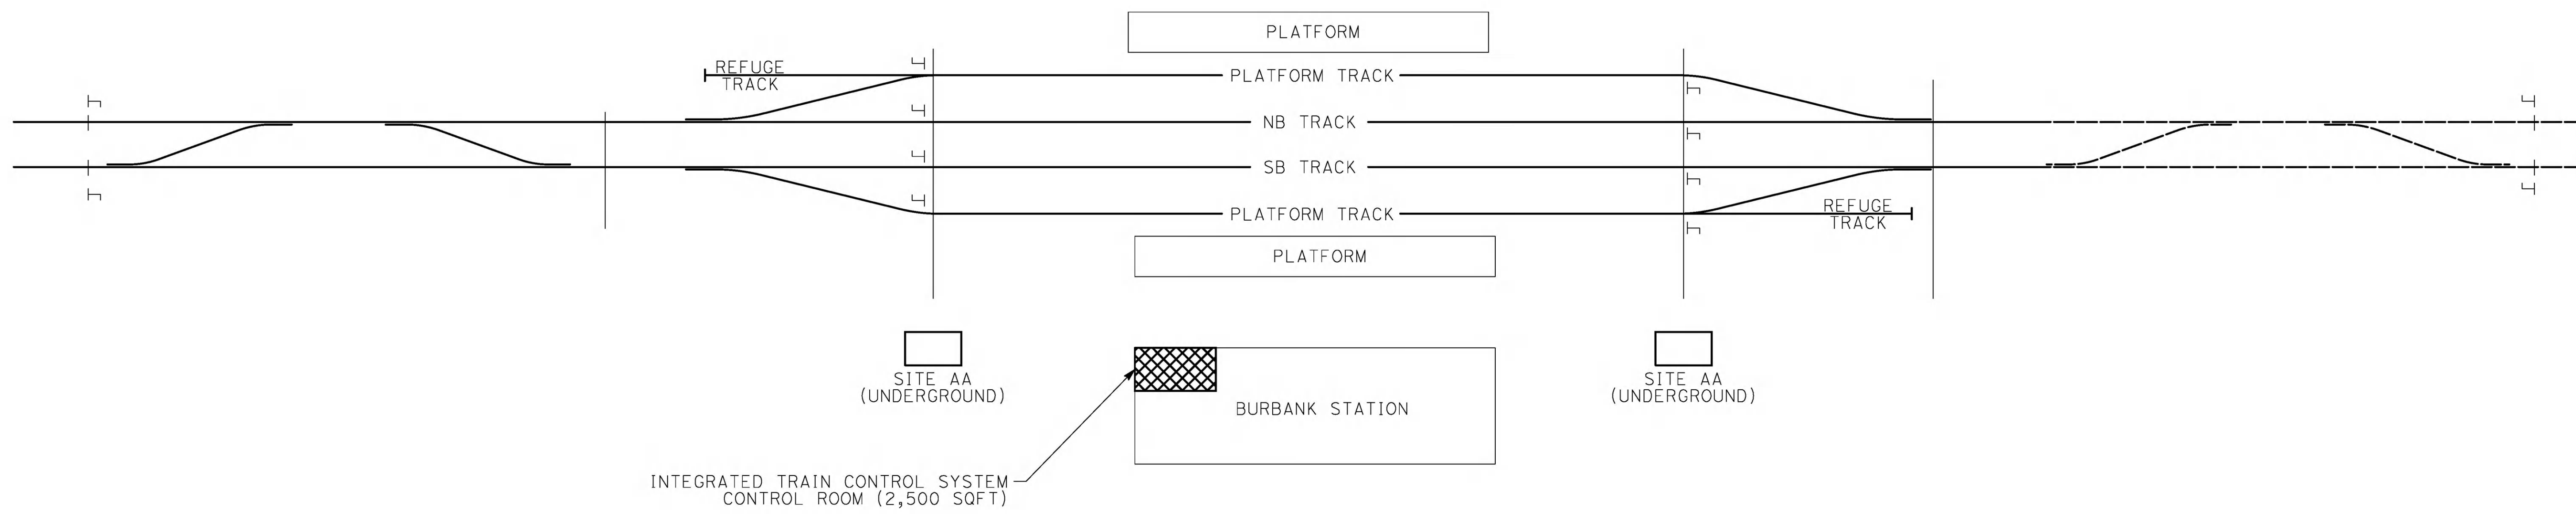 PLATFORM
REFUGE
TRACK
PLATFORM TRACK
NB TRACK
SB TRACK
PLATFORM TRACK
REFUGE
TRACK
PLATFORM
SITE AA
(UNDERGROUND)
SITE AA
(UNDERGROUND)
BURBANK STATION
INTEGRATED TRAIN CONTROL SYSTEM
CONTROL ROOM (2,500 SQFT)